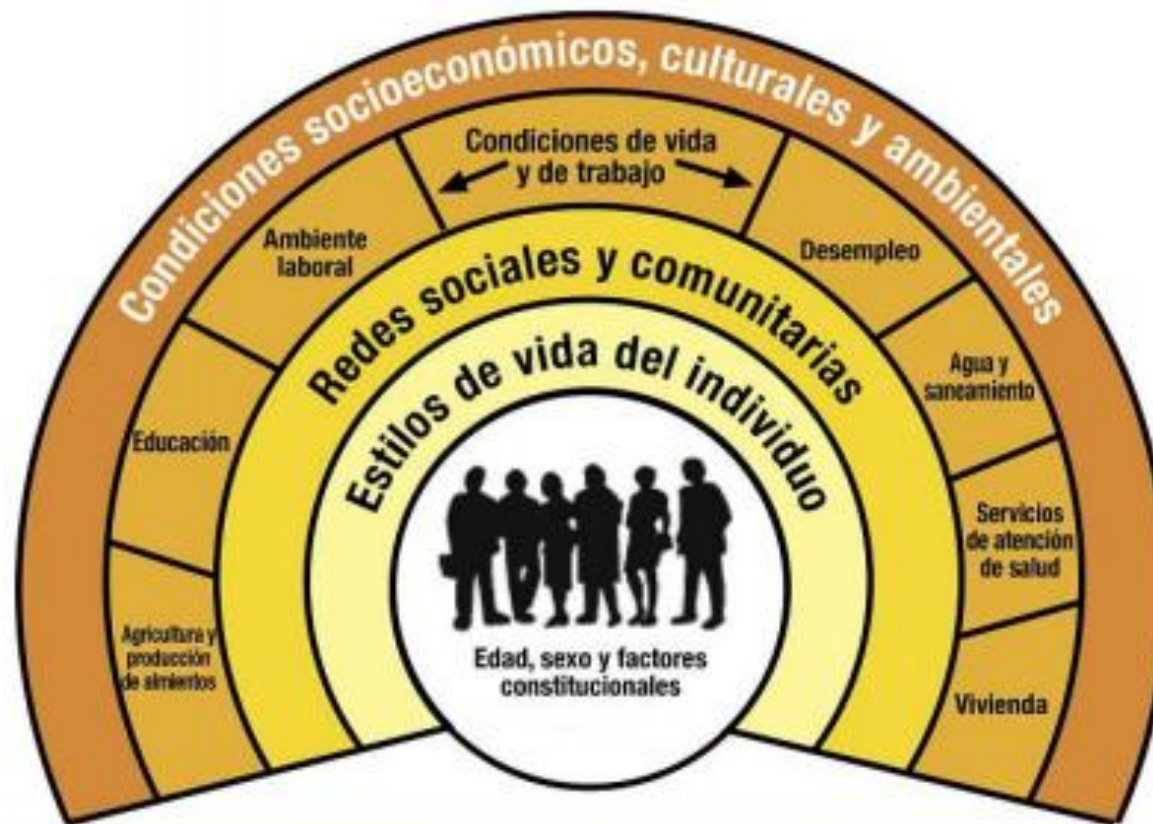 Condiciones socioeconómicos, culturales y ambientales
Condiciones de vida
y de trabajo
Ambiente
laboral
Desempleo
Educación
Agua y
saneamiento
Agricultura y
producción
de almientos
Servicios
de atención
de salud
Vivienda
Redes sociales y comunitarias
Estilos de vida del individuo
Edad, sexo y factores
constitucionales